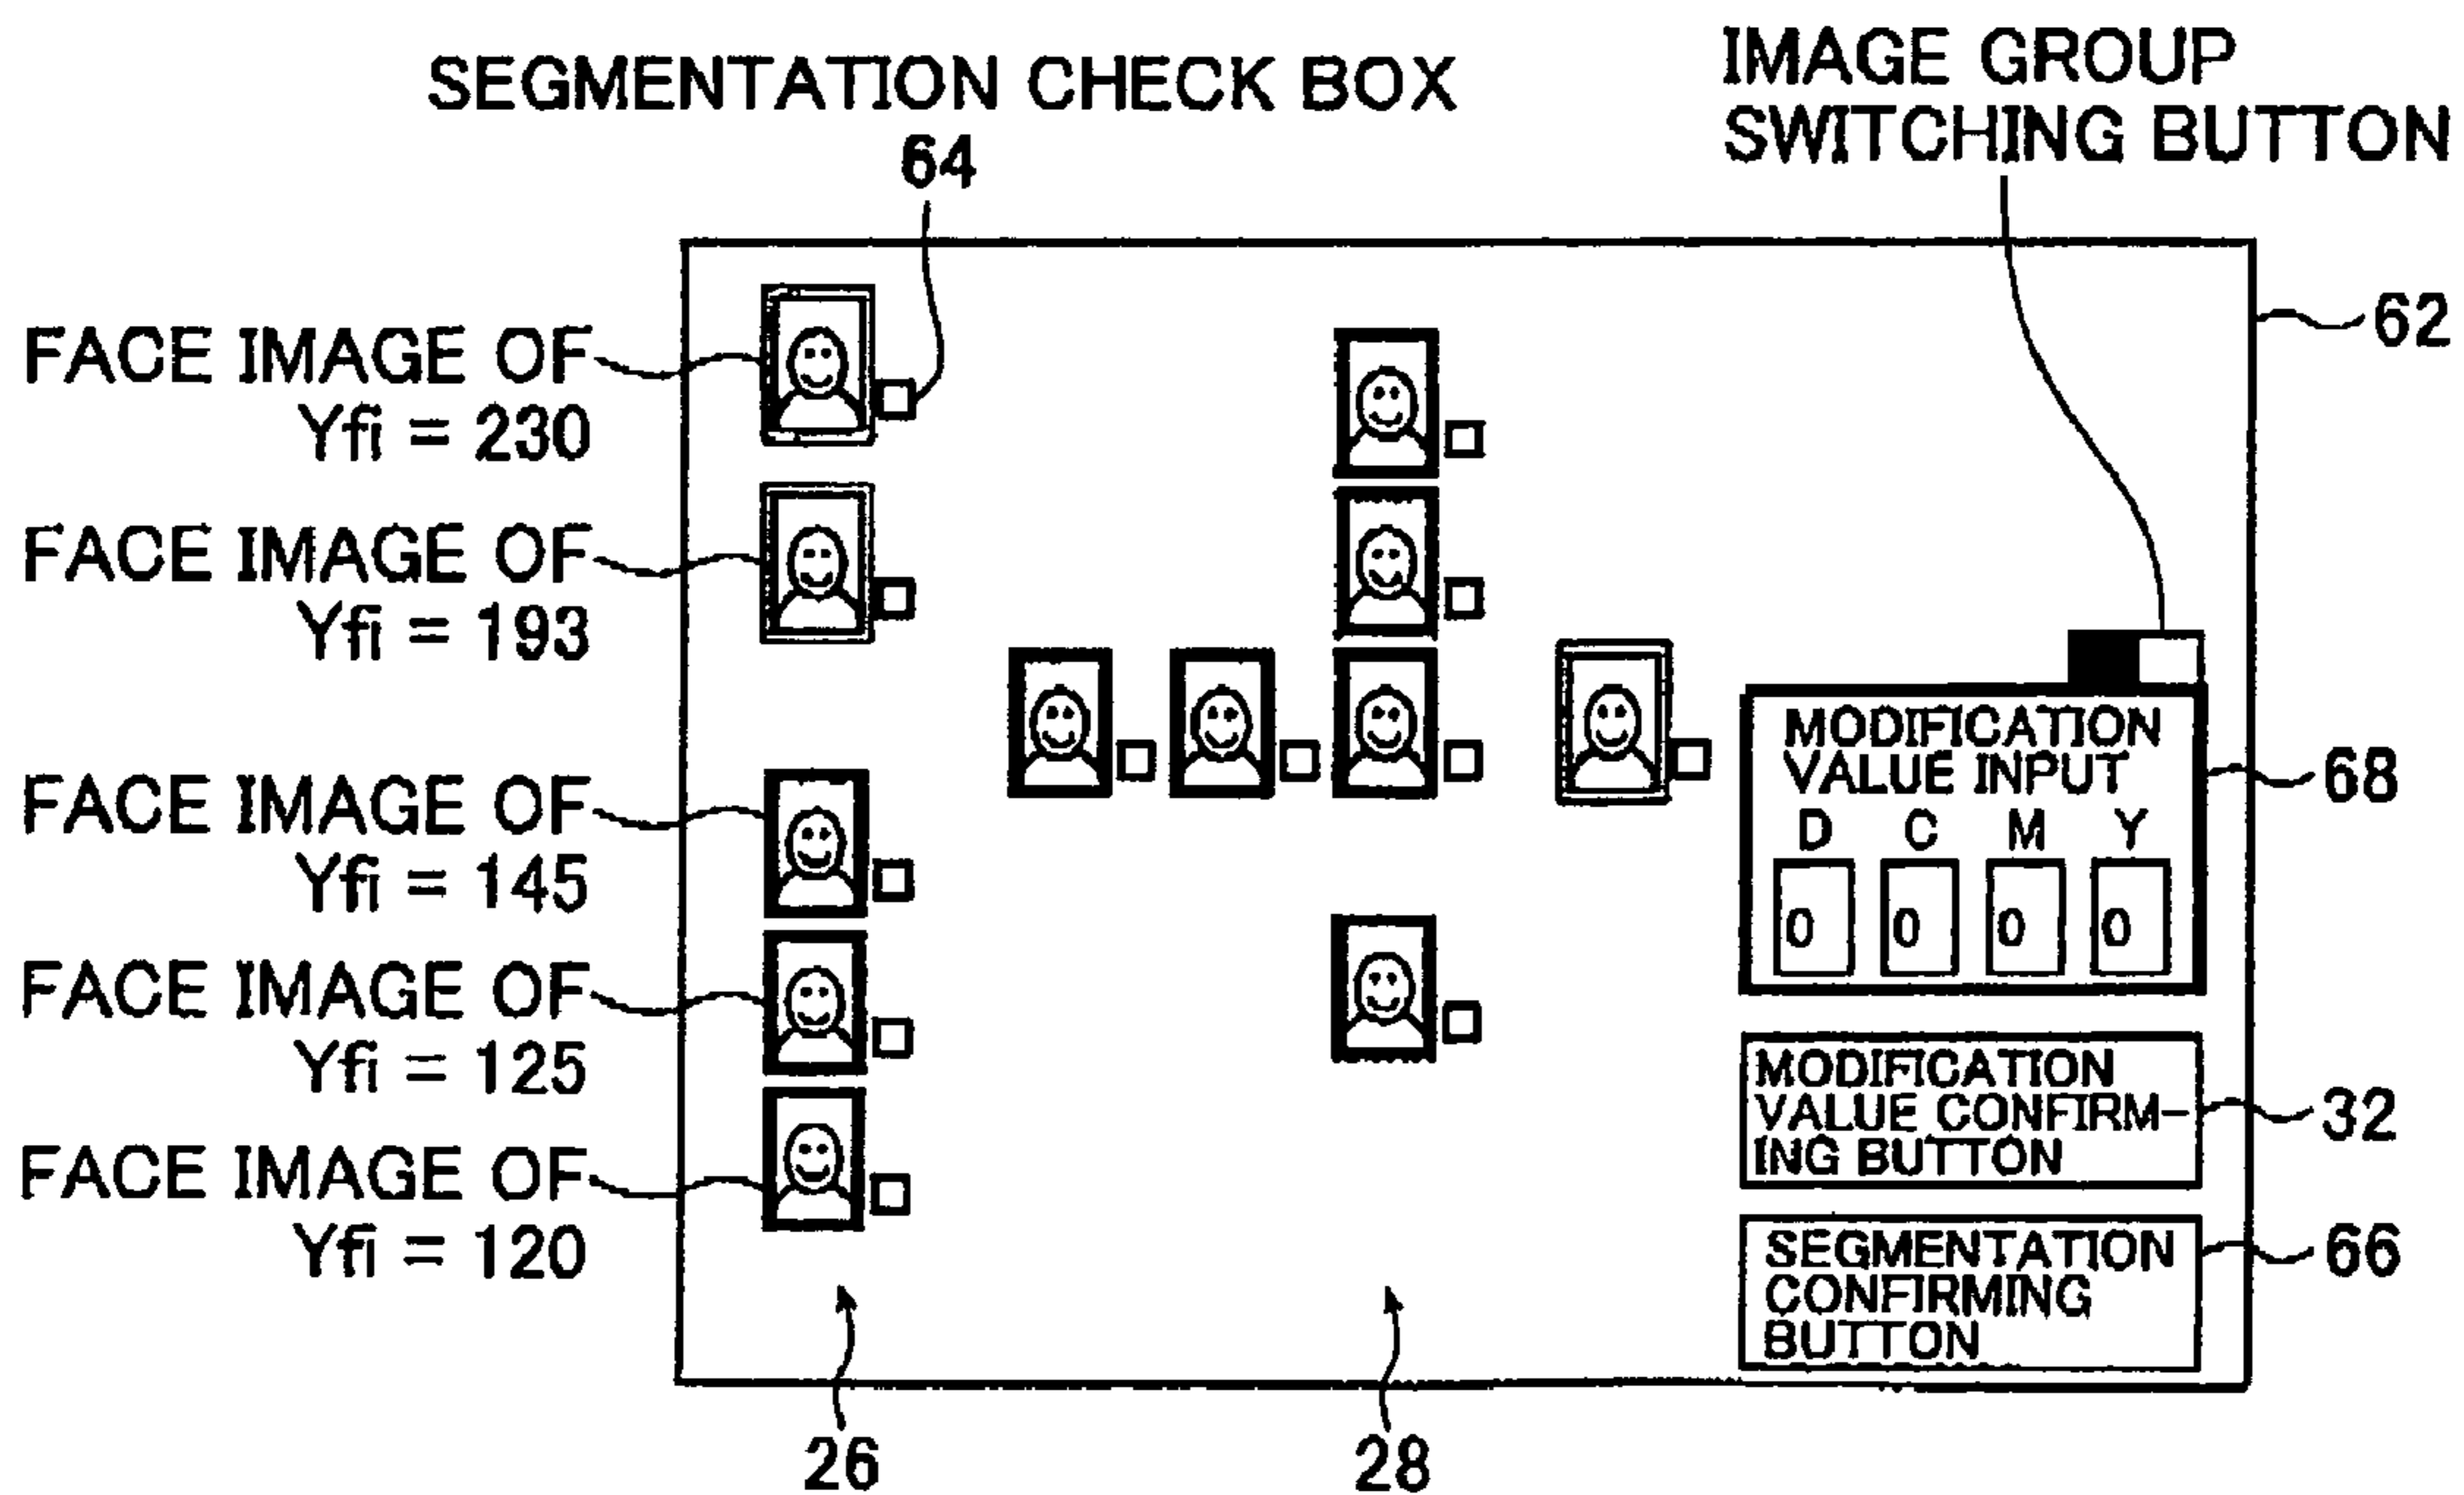 SEGMENTATION CHECK BOX
64
IMAGE GROUP
SWITCHING BUTTON
62
FACE IMAGE OF
Yfi = 230
FACE IMAGE OF
Yfi = 193
FACE IMAGE OF
Yfi = 145
FACE IMAGE OF
Yfi = 125
FACE IMAGE OF
Yfi = 120
MODIFICATION
VALUE INPUT
D C M Y
0 0 0 0
68
MODIFICATION
VALUE CONFIRM-
ING BUTTON
32
SEGMENTATION
CONFIRMING
BUTTON
66
26
28